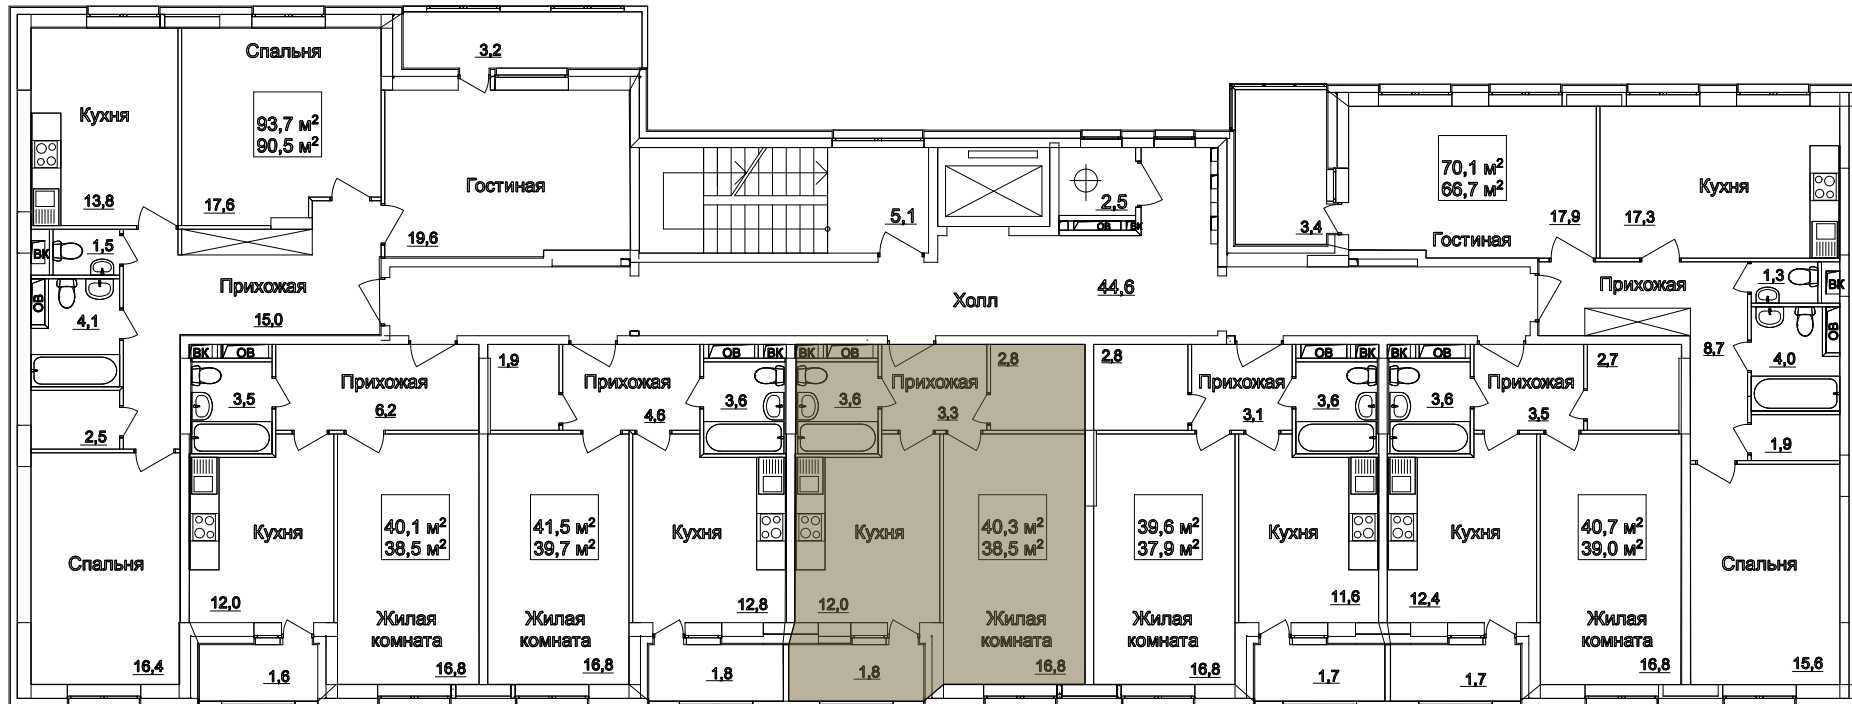 Спальня
3,2
Кухня
93,7 м²
90,5 м²
13,8
17,6
Гостиная
19,6
5,1
2,5
ОВ
ВК
3,4
70,1 м²
66,7 м²
17,9
Гостиная
Кухня
17,3
ВК
1,5
ОВ
4,1
Прихожая
15,0
2,5
Холл
44,6
Прихожая
8,7
1,3
ВК
ОВ
4,0
1,9
ВК
ОВ
3,5
Прихожая
6,2
1,9
Прихожая
4,6
ОВ
ВК
3,6
ВК
ОВ
3,6
Прихожая
3,3
2,8
2,8
Прихожая
3,1
ОВ
ВК
3,6
ВК
ОВ
3,6
Прихожая
3,5
2,7
Спальня
16,4
Кухня
12,0
1,6
40,1 м²
38,5 м²
Жилая
комната
16,8
41,5 м²
39,7 м²
Жилая
комната
16,8
Кухня
12,8
1,8
Кухня
12,0
1,8
40,3 м²
38,5 м²
Жилая
комната
16,8
39,6 м²
37,9 м²
Жилая
комната
16,8
Кухня
11,6
1,7
Кухня
12,4
1,7
40,7 м²
39,0 м²
Жилая
комната
16,8
Спальня
15,6